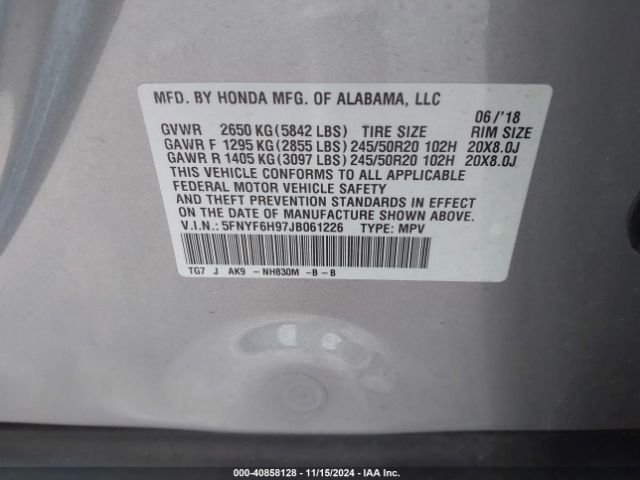 MFD. BY HONDA MFG. OF ALABAMA, LLC
06/'18
GVWR 2650 KG (5842 LBS) TIRE SIZE RIM SIZE
GAWR F 1295 KG (2855 LBS) 245/50R20 102H 20X8.0J
GAWR R 1405 KG (3097 LBS) 245/50R20 102H 20X8.0J
THIS VEHICLE CONFORMS TO ALL APPLICABLE
FEDERAL MOTOR VEHICLE SAFETY
AND THEFT PREVENTION STANDARDS IN EFFECT
ON THE DATE OF MANUFACTURE SHOWN ABOVE.
V.I.N.: 5FNYF6H97JB061226 TYPE: MPV
TG7 J AK9 - NH830M -B - B
000-40858128 - 11/15/2024 - IAA Inc.